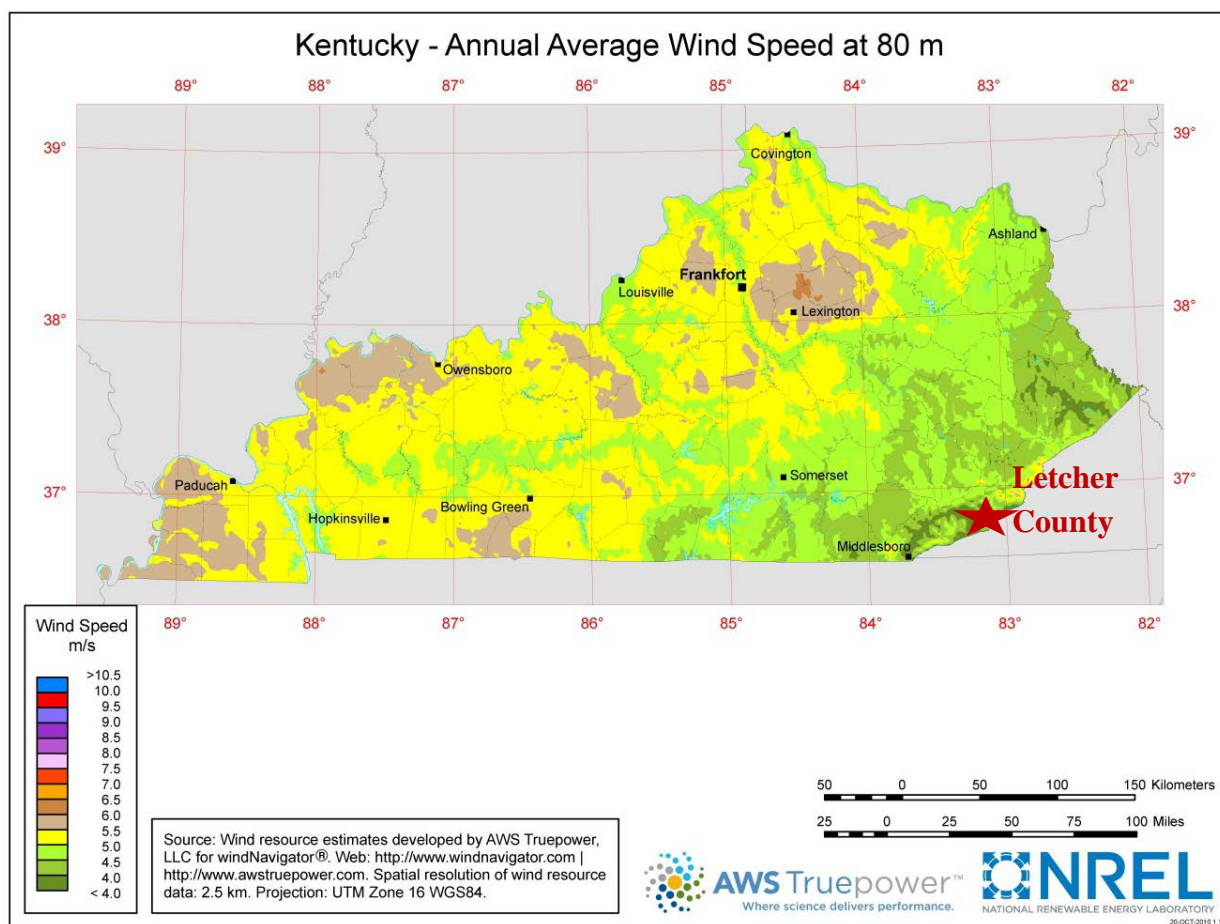 Kentucky - Annual Average Wind Speed at 80 m
89° 88° 87° 86° 85° 84° 83° 82°
39° 39°
Covington
Ashland
Frankfort
Louisville
38° Lexington 38°
Owensboro
Somerset
37° Paducah 37°
Letcher
County
Bowling Green
Hopkinsville
Middlesboro
89° 88° 87° 86° 85° 84° 83° 82°
Wind Speed
m/s
>10.5
10.0
9.5
9.0
8.5
8.0
7.5
7.0
6.5
6.0
5.5
5.0
4.5
4.0
< 4.0
Source: Wind resource estimates developed by AWS Truepower,
LLC for windNavigator®. Web: http://www.windnavigator.com |
http://www.awstruepower.com. Spatial resolution of wind resource
data: 2.5 km. Projection: UTM Zone 16 WGS84.
50 0 50 100 150 Kilometers
25 0 25 50 75 100 Miles
AWS Truepower™
Where science delivers performance.
NREL
NATIONAL RENEWABLE ENERGY LABORATORY